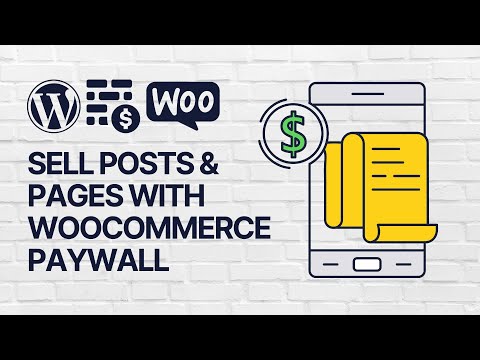 WOO
$
$
SELL POSTS &
PAGES WITH
WOOCOMMERCE
PAYWALL